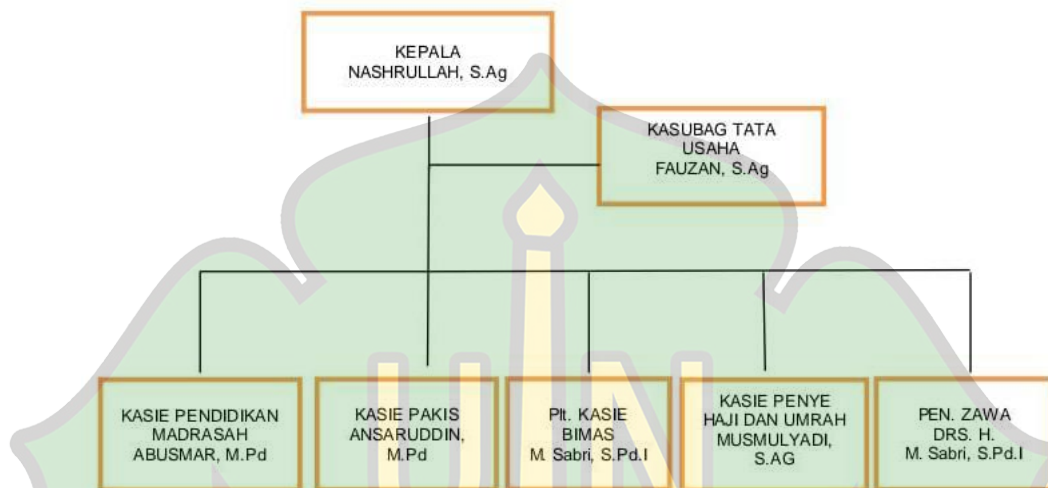 KEPALA
NASHRULLAH, S.Ag
KASUBAG TATA
USAHA
FAUZAN, S.Ag
KASIE PENDIDIKAN
MADRASAH
ABUSMAR, M.Pd
KASIE PAKIS
ANSARUDDIN,
M.Pd
Plt. KASIE
BIMAS
M. Sabri, S.Pd.I
KASIE PENYE
HAJI DAN UMRAH
MUSMULYADI,
S.AG
PEN. ZAWA
DRS. H.
M. Sabri, S.Pd.I
UIN